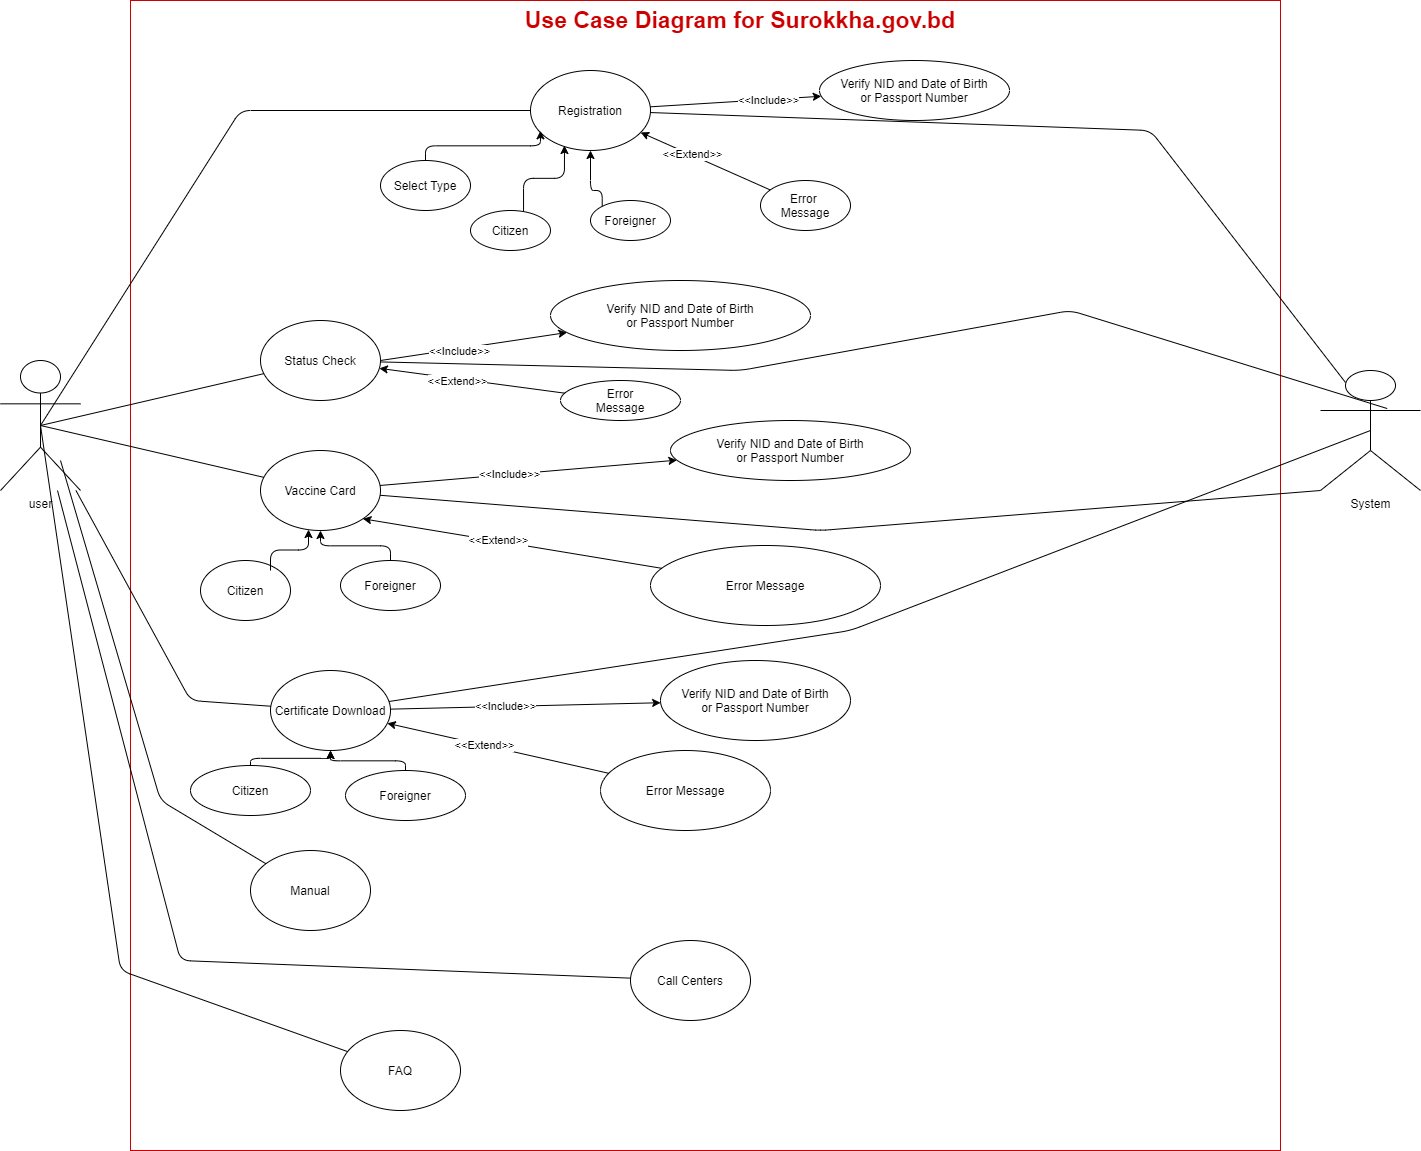 Use Case Diagram for Surokkha.gov.bd
Registration
<<Include>>
Verify NID and Date of Birth
or Passport Number
<<Extend>>
Error
Message
Select Type
Citizen
Foreigner
Status Check
<<Include>>
Verify NID and Date of Birth
or Passport Number
<<Extend>>
Error
Message
user
System
Vaccine Card
<<Include>>
Verify NID and Date of Birth
or Passport Number
<<Extend>>
Error Message
Citizen
Foreigner
Certificate Download
<<Include>>
Verify NID and Date of Birth
or Passport Number
<<Extend>>
Error Message
Citizen
Foreigner
Manual
Call Centers
FAQ